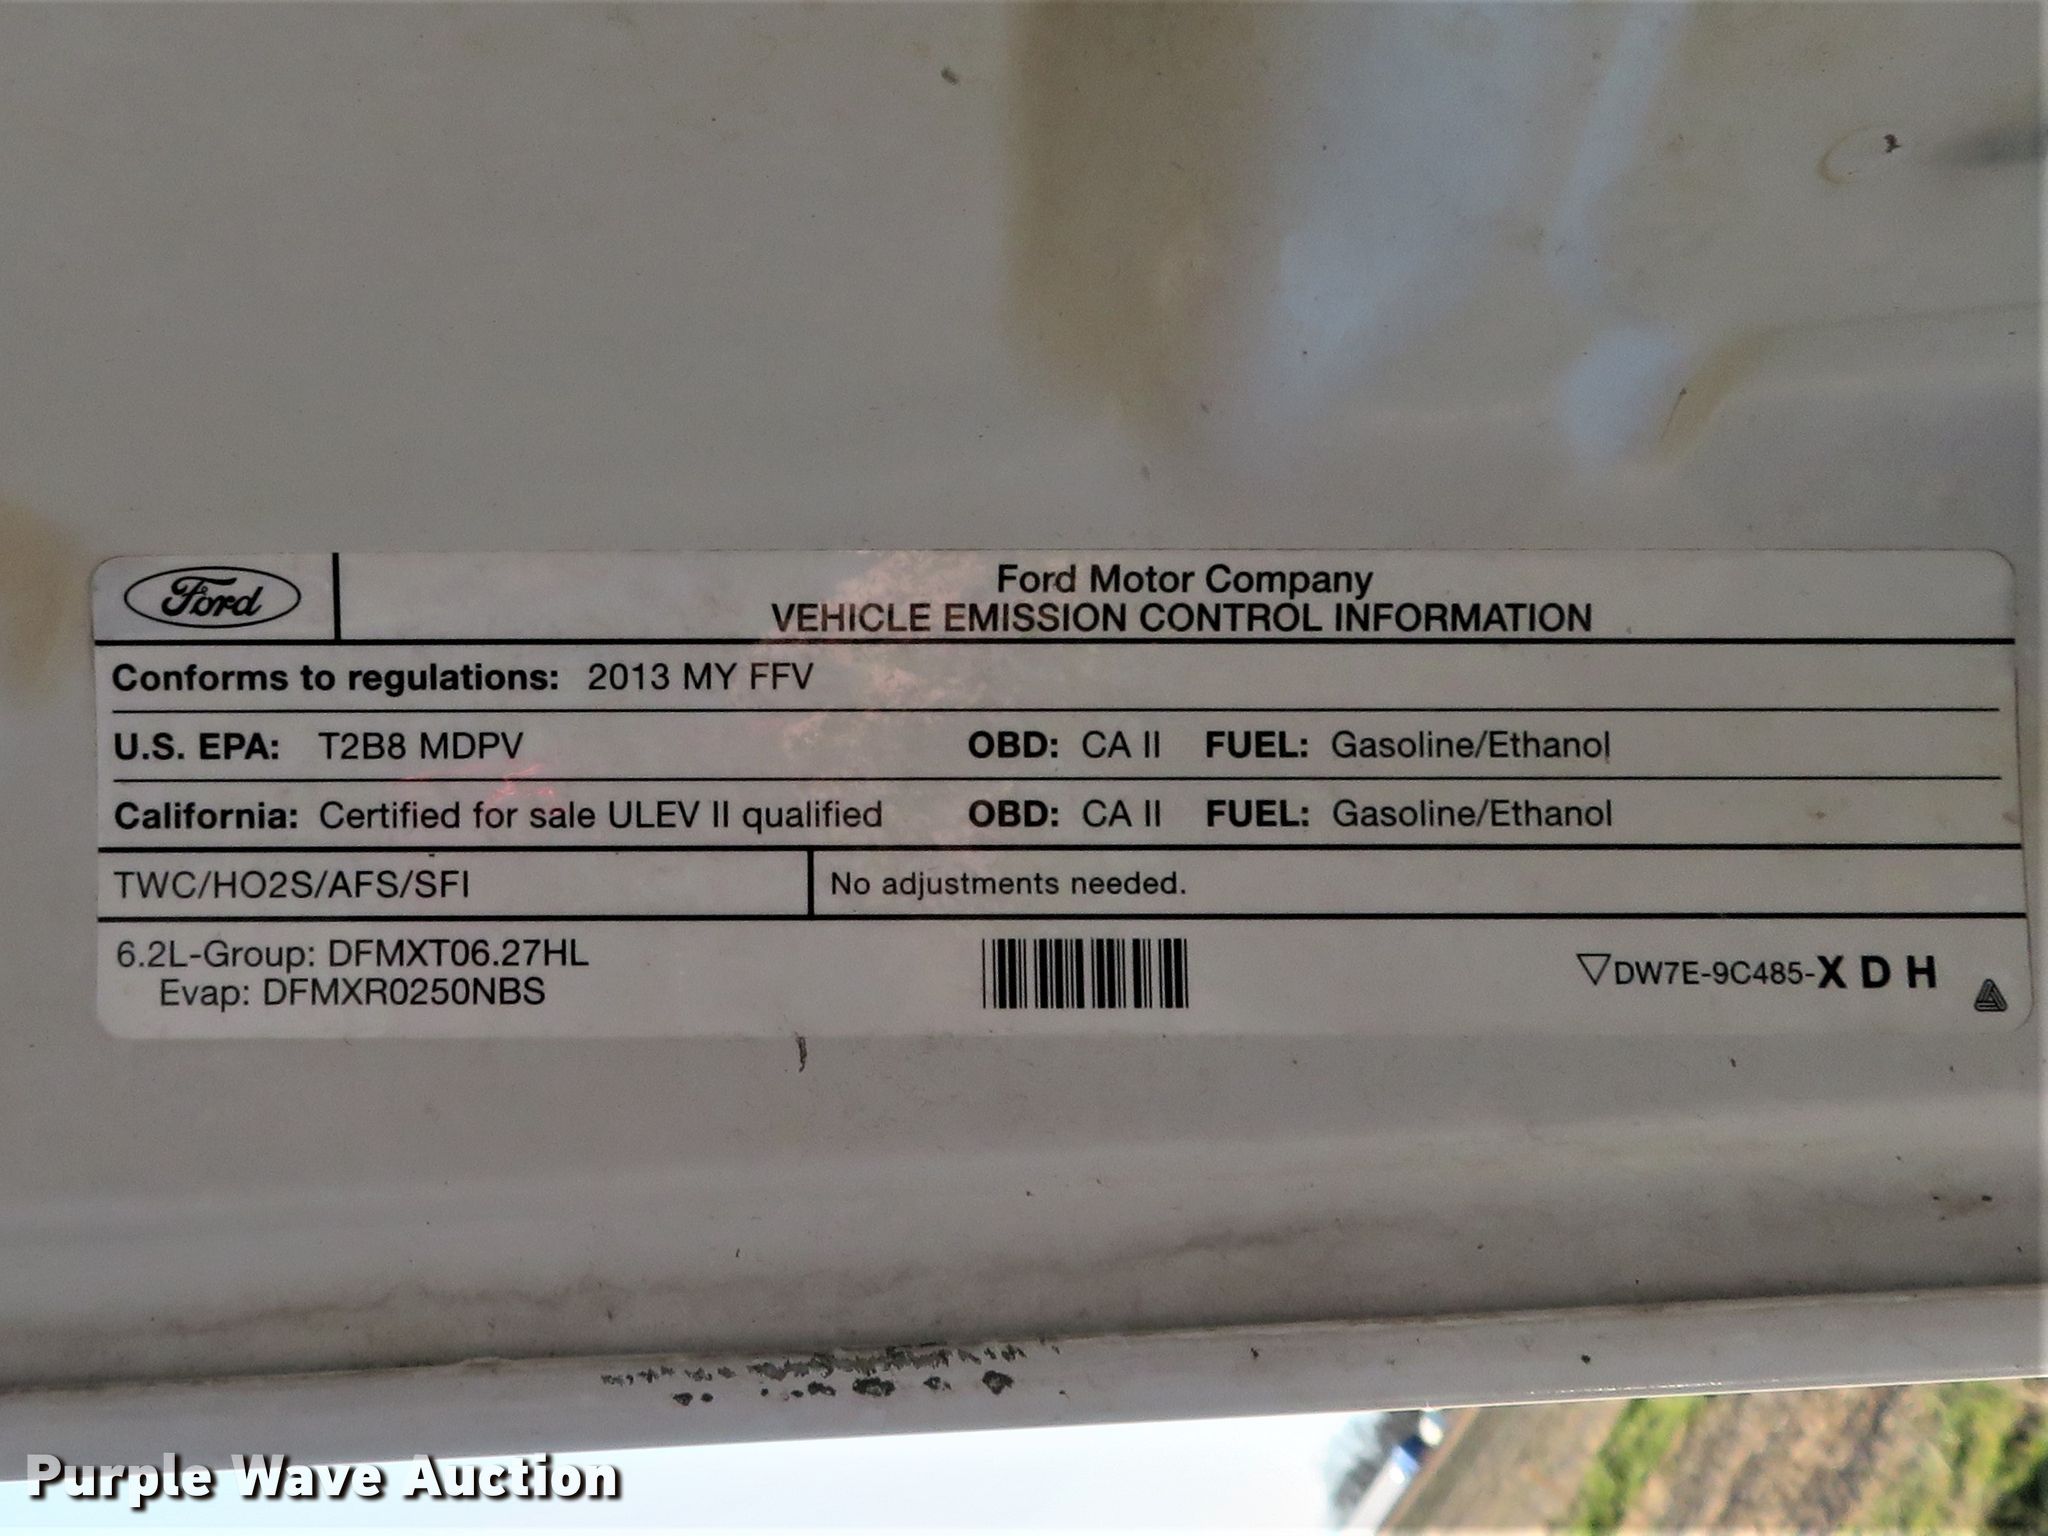 Ford
Ford Motor Company
VEHICLE EMISSION CONTROL INFORMATION
Conforms to regulations: 2013 MY FFV
U.S. EPA: T2B8 MDPV OBD: CA II FUEL: Gasoline/Ethanol
California: Certified for sale ULEV II qualified OBD: CA II FUEL: Gasoline/Ethanol
TWC/HO2S/AFS/SFI No adjustments needed.
6.2L-Group: DFMXT06.27HL
Evap: DFMXR0250NBS
▽DW7E-9C485-X D H
Purple Wave Auction